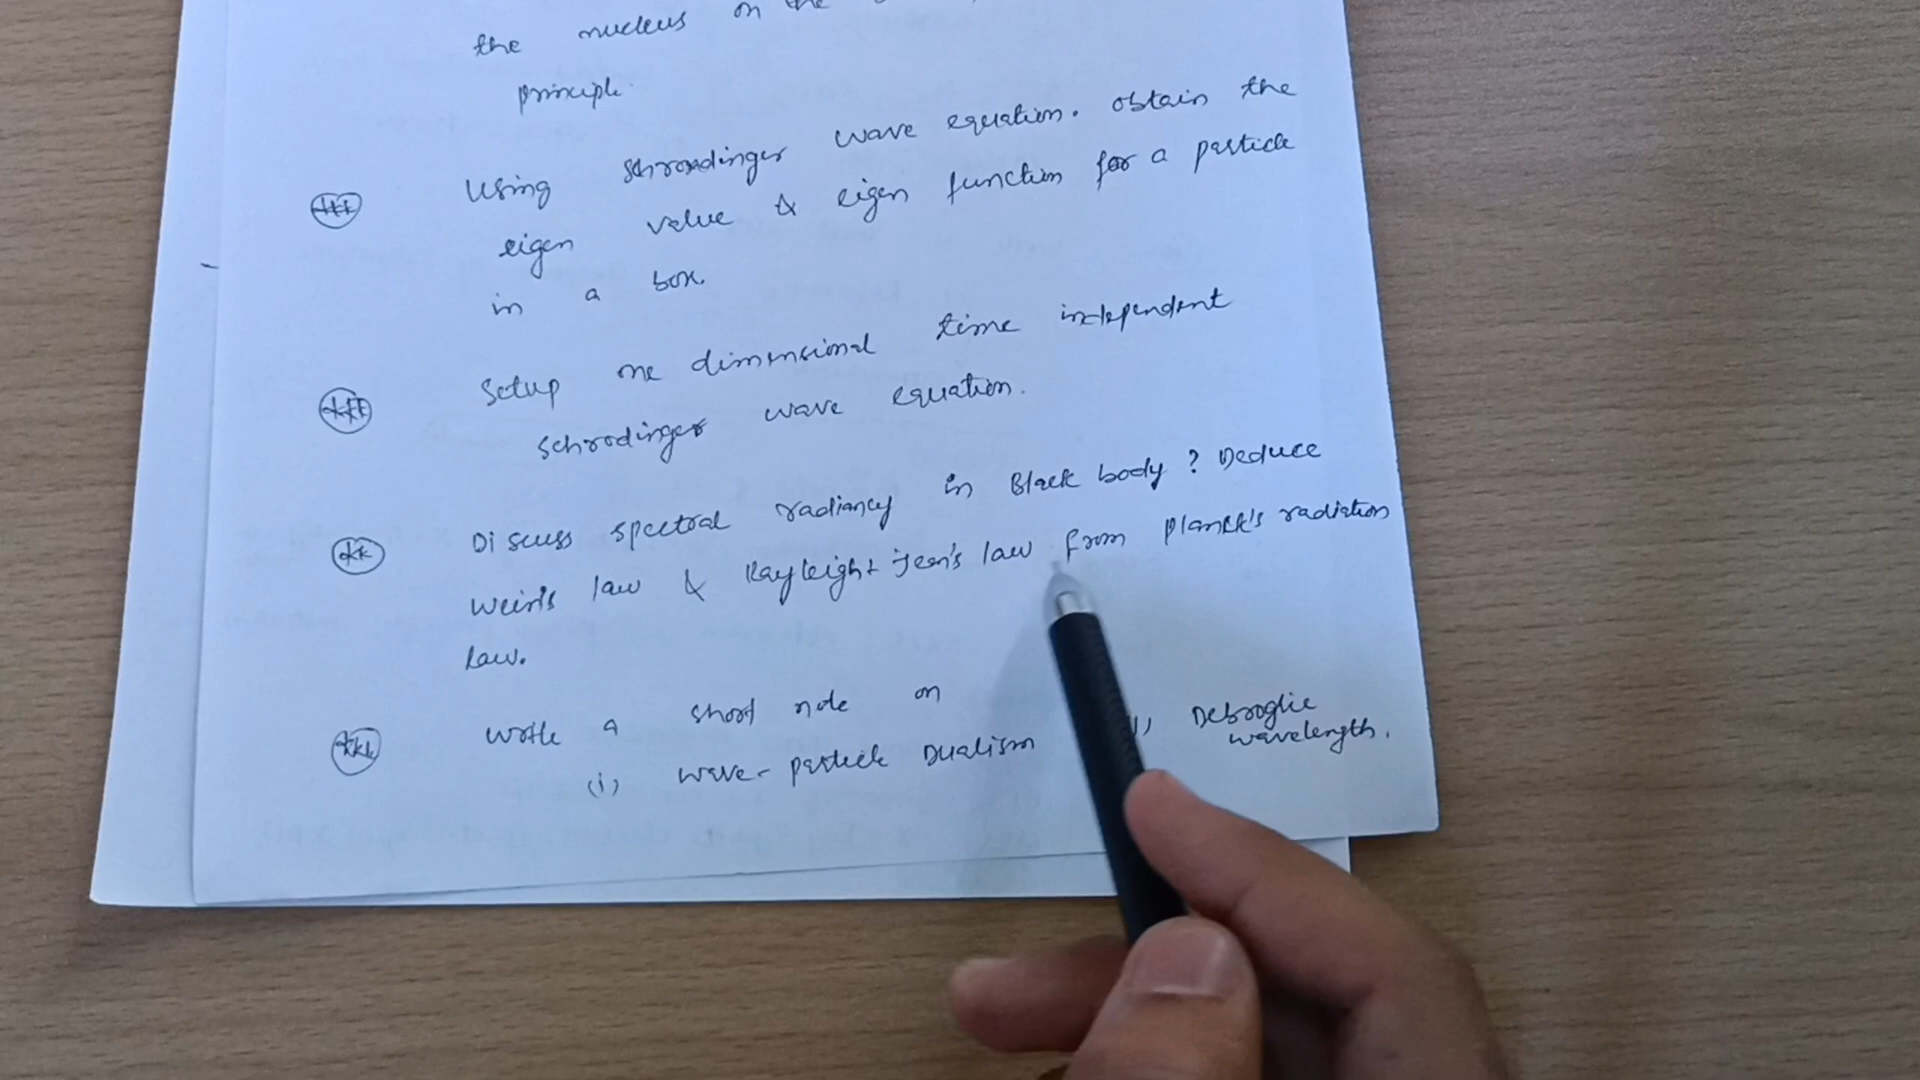 the nucleus on the
principle.
*** Using schroudinger wave equation. obtain the
eigen value & eigen function for a particle
in a box.
*** Setup one dimensional time independent
schrodinger wave equation.
** Discuss spectral radiancy in Black body ? Deduce
Wein's law & Rayleigh & Jean's law from planck's radiation
law.
*** write a short note on
(i) wave- particle Dualism ) Debroglie
wavelength.